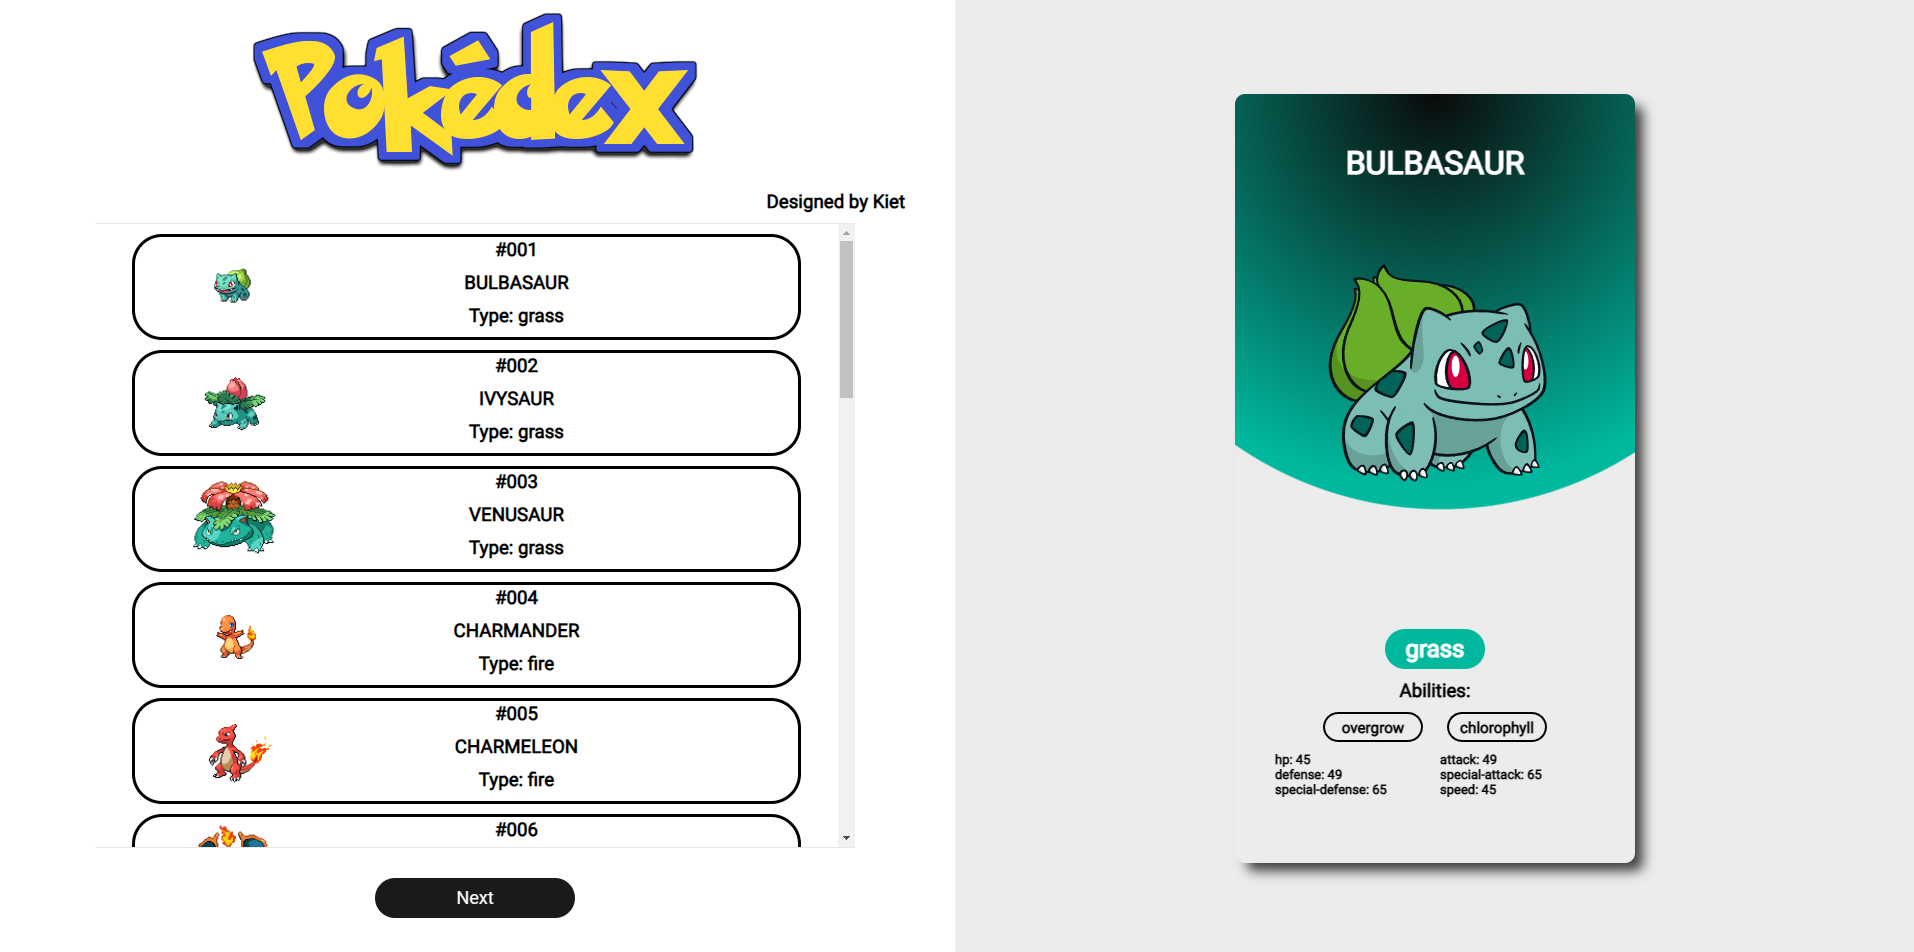 Pokédex
Designed by Kiet
#001
BULBASAUR
Type: grass
#002
IVYSAUR
Type: grass
#003
VENUSAUR
Type: grass
#004
CHARMANDER
Type: fire
#005
CHARMELEON
Type: fire
#006
Next
BULBASAUR
grass
Abilities:
overgrow chlorophyll
hp: 45 attack: 49
defense: 49 special-attack: 65
special-defense: 65 speed: 45